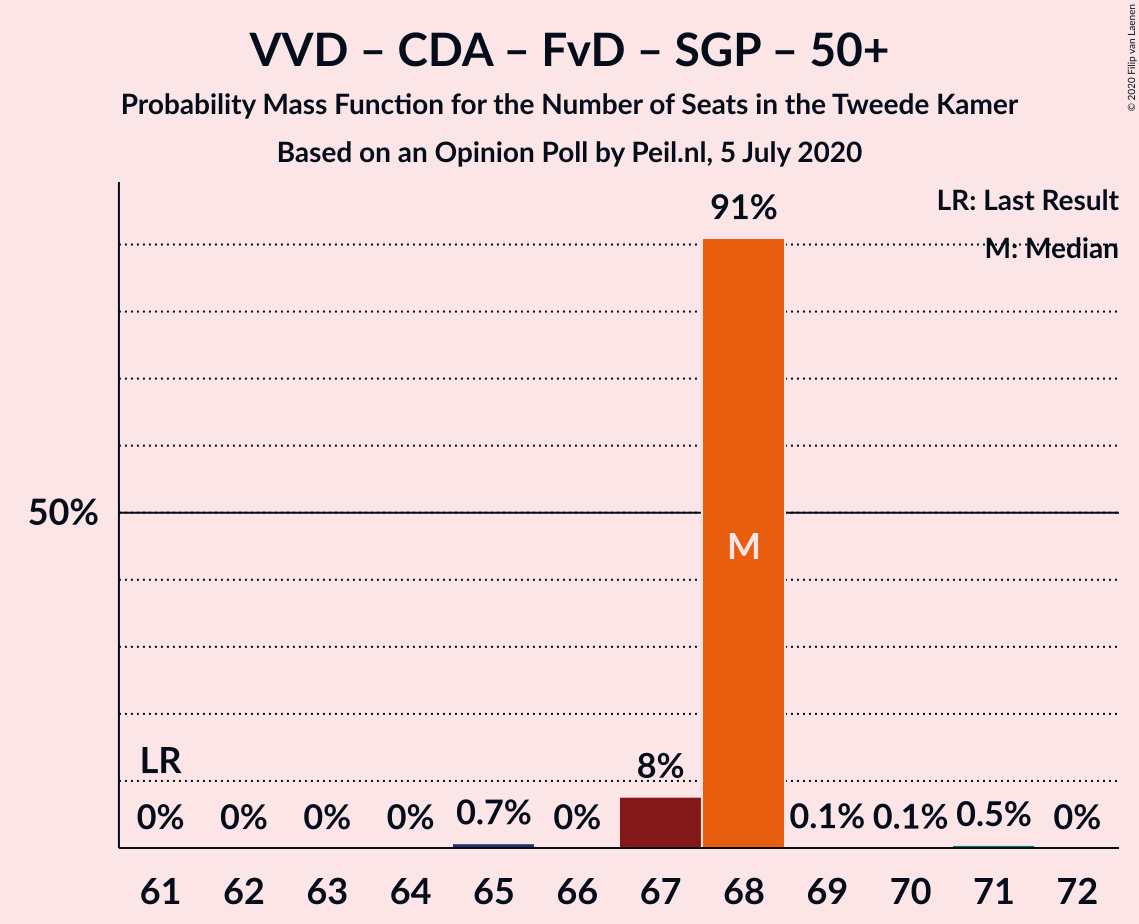 VVD – CDA – FvD – SGP – 50+
Probability Mass Function for the Number of Seats in the Tweede Kamer
Based on an Opinion Poll by Peil.nl, 5 July 2020
© 2020 Filip van Laenen
LR: Last Result
M: Median
91%
50%
M
LR
0% 0% 0% 0% 0.7% 0% 8% 0.1% 0.1% 0.5% 0%
61 62 63 64 65 66 67 68 69 70 71 72